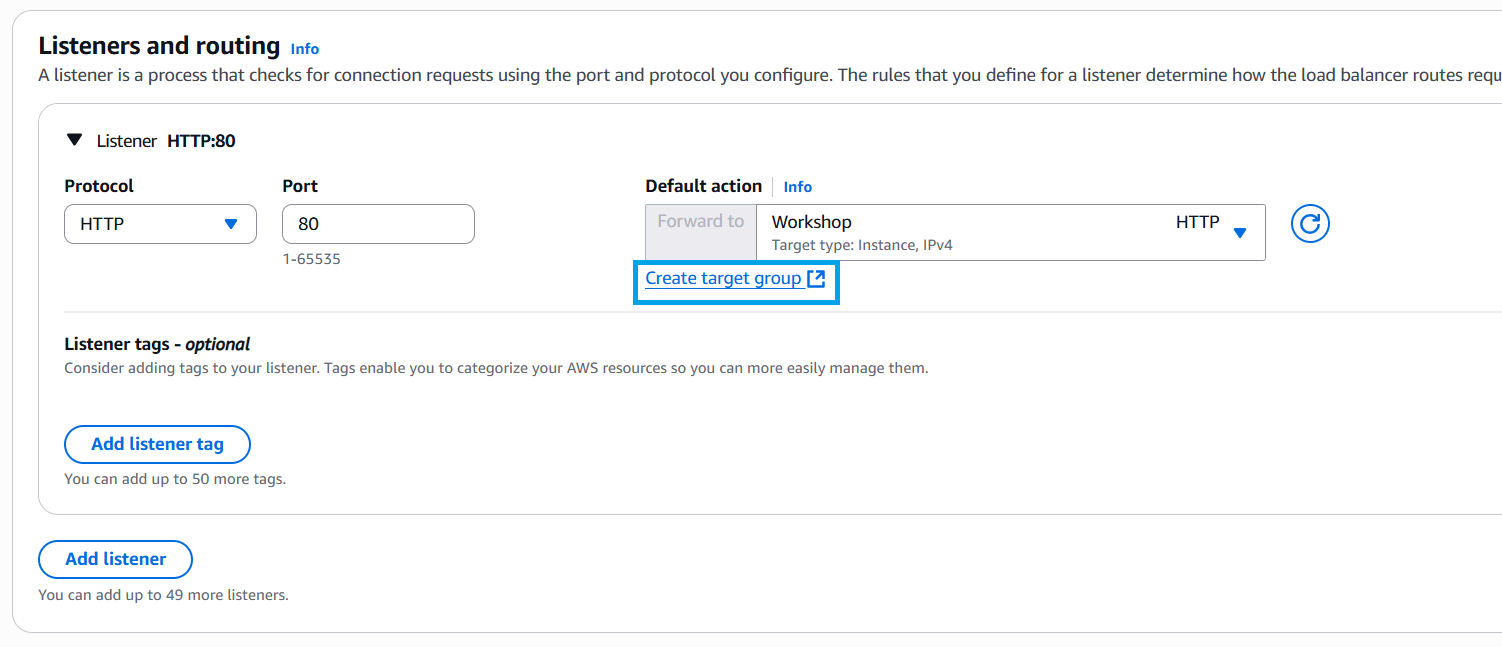 Listeners and routing Info
A listener is a process that checks for connection requests using the port and protocol you configure. The rules that you define for a listener determine how the load balancer routes requ
Listener HTTP:80
Protocol Port Default action Info
HTTP 80 Forward to Workshop HTTP
Target type: Instance, IPv4
1-65535
Create target group
Listener tags - optional
Consider adding tags to your listener. Tags enable you to categorize your AWS resources so you can more easily manage them.
Add listener tag
You can add up to 50 more tags.
Add listener
You can add up to 49 more listeners.